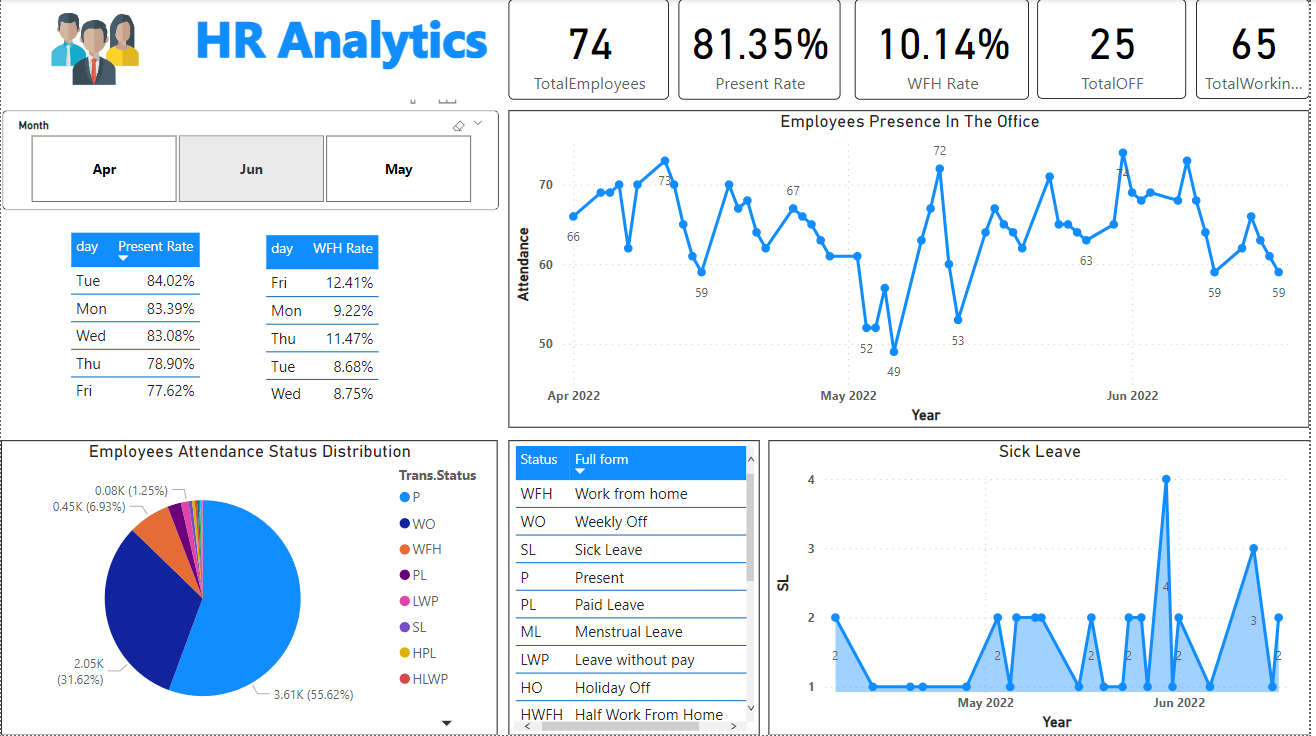 HR Analytics
74
TotalEmployees
81.35%
Present Rate
10.14%
WFH Rate
25
TotalOFF
65
TotalWorkin...
Month
Apr
Jun
May
day Present Rate
Tue 84.02%
Mon 83.39%
Wed 83.08%
Thu 78.90%
Fri 77.62%
day WFH Rate
Fri 12.41%
Mon 9.22%
Thu 11.47%
Tue 8.68%
Wed 8.75%
Employees Presence In The Office
Attendance
70
60
50
66
73
59
67
52
49
72
53
63
74
59
59
Apr 2022
May 2022
Jun 2022
Year
Employees Attendance Status Distribution
0.08K (1.25%)
0.45K (6.93%)
2.05K
(31.62%)
3.61K (55.62%)
Trans.Status
P
WO
WFH
PL
LWP
SL
HPL
HLWP
Status Full form
WFH Work from home
WO Weekly Off
SL Sick Leave
P Present
PL Paid Leave
ML Menstrual Leave
LWP Leave without pay
HO Holiday Off
HWFH Half Work From Home
Sick Leave
SL
4
3
2
1
2
2
2
2
4
2
3
2
May 2022
Jun 2022
Year